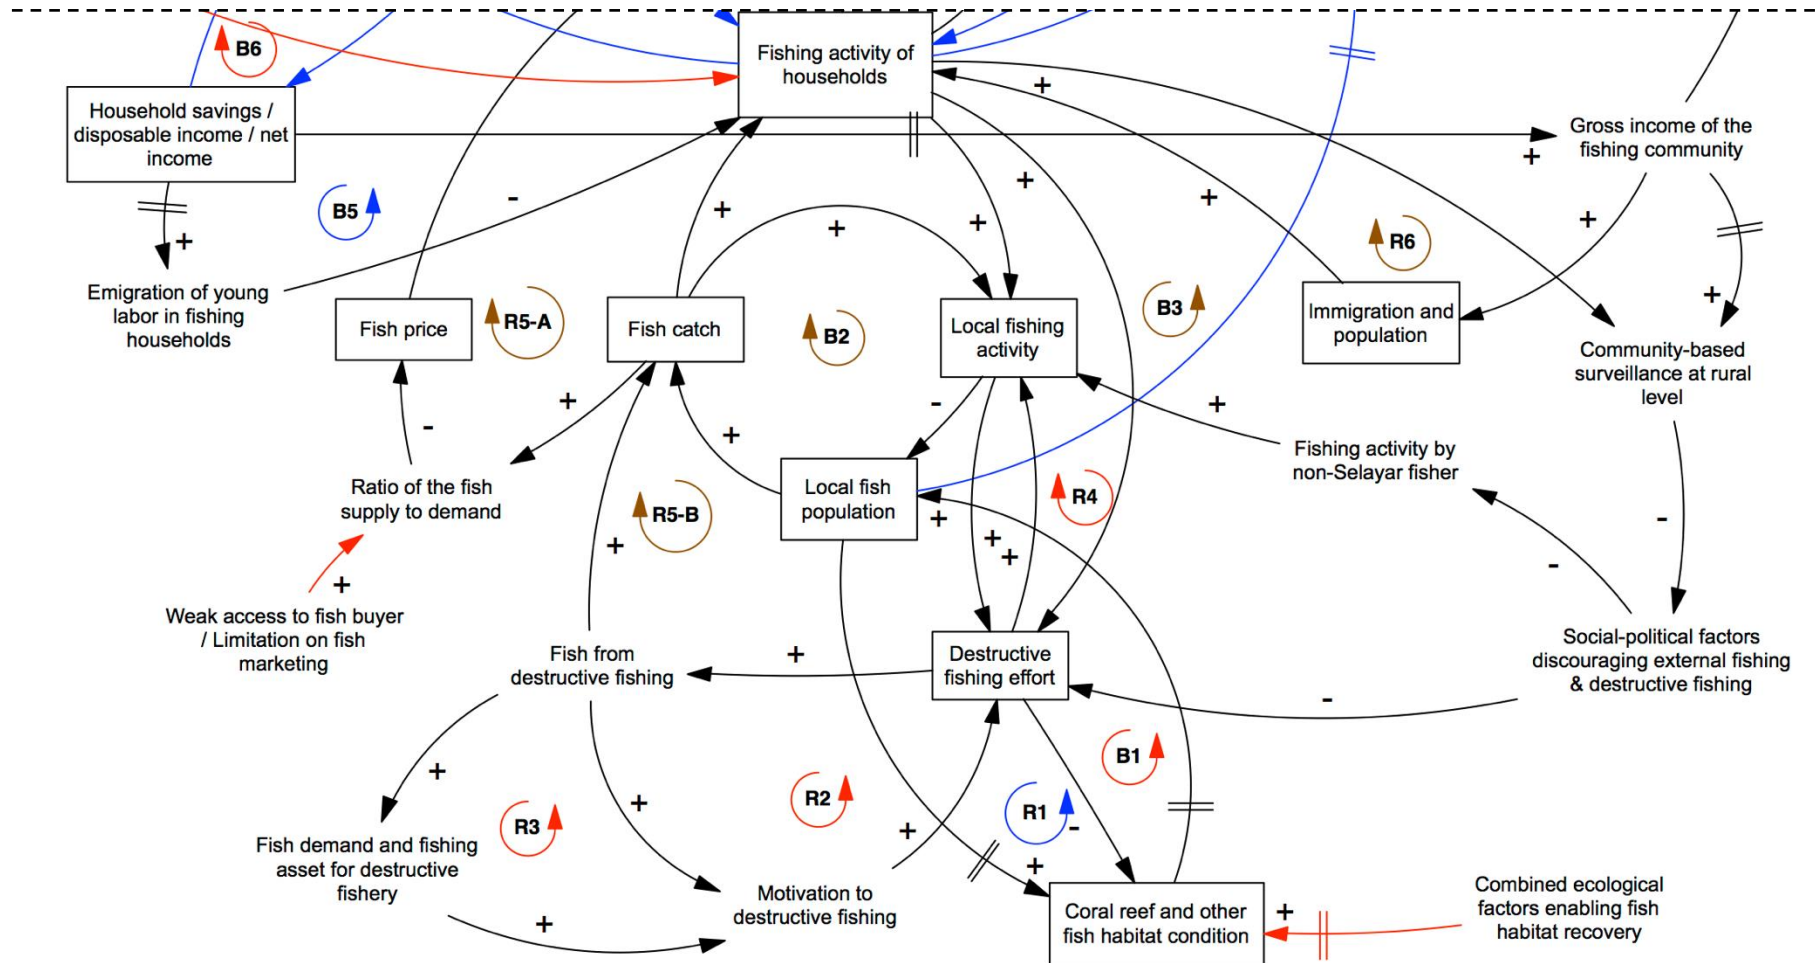 B6
Fishing activity of
households
+
Household savings /
disposable income / net
income
Gross income of the
fishing community
+
B5
-
+
+
+
+
+
+
+
R6
+
Emigration of young
labor in fishing
households
Fish price
R5-A
Fish catch
B2
Local fishing
activity
B3
Immigration and
population
+
Community-based
surveillance at rural
level
+
-
+
-
+
Fishing activity by
non-Selayar fisher
Ratio of the fish
supply to demand
R5-B
Local fish
population
R4
+
-
+
+
+
-
+
Weak access to fish buyer
/ Limitation on fish
marketing
Fish from
destructive fishing
+
Destructive
fishing effort
Social-political factors
discouraging external fishing
& destructive fishing
-
+
+
R3
R2
R1
-
B1
+
+
Fish demand and fishing
asset for destructive
fishery
+
Motivation to
destructive fishing
Coral reef and other
fish habitat condition
+
Combined ecological
factors enabling fish
habitat recovery